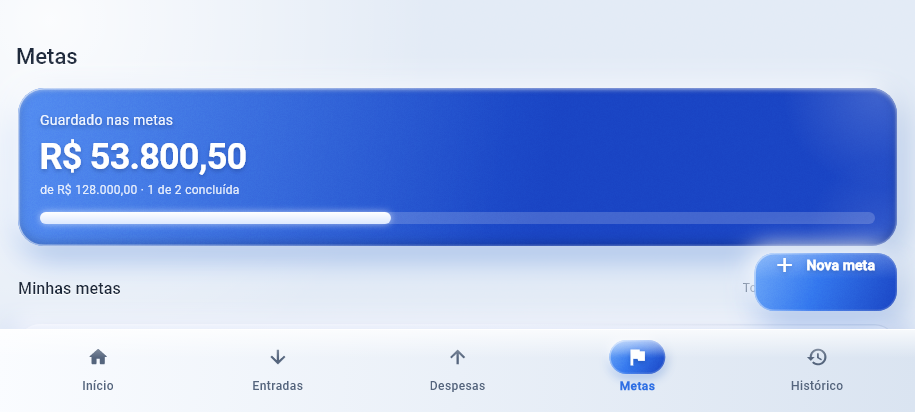 Metas
Guardado nas metas
R$ 53.800,50
de R$ 128.000,00 · 1 de 2 concluída
Nova meta
Minhas metas
Início
Entradas
Despesas
Metas
Histórico